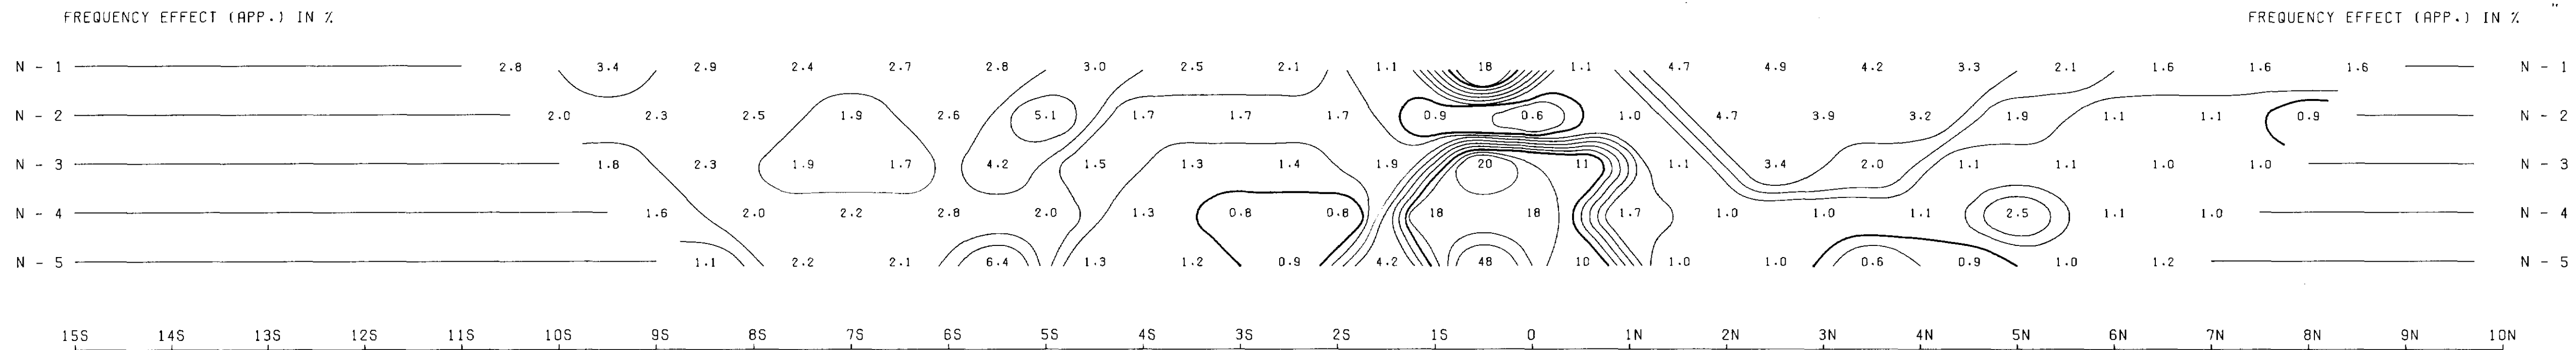 FREQUENCY EFFECT (APP.) IN % FREQUENCY EFFECT (APP.) IN %
N - 1 2.8 3.4 2.9 2.4 2.7 2.8 3.0 2.5 2.1 1.1 18 1.1 4.7 4.9 4.2 3.3 2.1 1.6 1.6 1.6 N - 1
N - 2 2.0 2.3 2.5 1.9 2.6 5.1 1.7 1.7 1.7 0.9 0.6 1.0 4.7 3.9 3.2 1.9 1.1 1.1 0.9 N - 2
N - 3 1.8 2.3 1.9 1.7 4.2 1.5 1.3 1.4 1.9 20 11 1.1 3.4 2.0 1.1 1.1 1.0 1.0 N - 3
N - 4 1.6 2.0 2.2 2.8 2.0 1.3 0.8 0.8 18 18 1.7 1.0 1.0 1.1 2.5 1.1 1.0 N - 4
N - 5 1.1 2.2 2.1 6.4 1.3 1.2 0.9 4.2 48 10 1.0 1.0 0.6 0.9 1.0 1.2 N - 5
15S 14S 13S 12S 11S 10S 9S 8S 7S 6S 5S 4S 3S 2S 1S 0 1N 2N 3N 4N 5N 6N 7N 8N 9N 10N